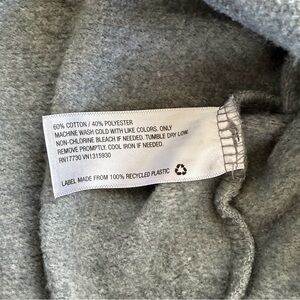 60% COTTON / 40% POLYESTER
MACHINE WASH COLD WITH LIKE COLORS. ONLY
NON-CHLORINE BLEACH IF NEEDED. TUMBLE DRY LOW.
REMOVE PROMPTLY. COOL IRON IF NEEDED.
RN17730 VN1315930
LABEL MADE FROM 100% RECYCLED PLASTIC